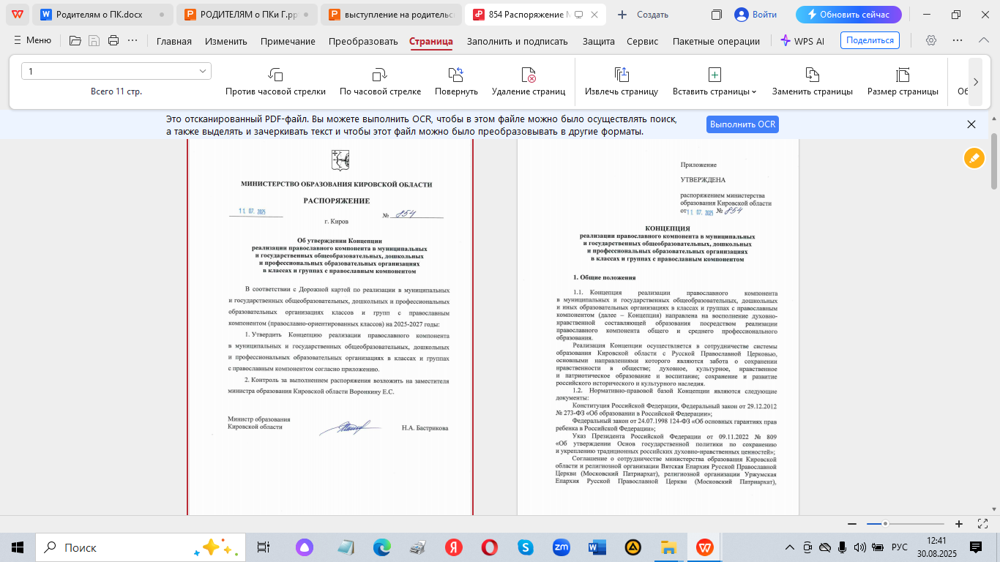 Родителям о ПК.docx
РОДИТЕЛЯМ о ПКи Г.pp
выступление на родительс
854 Распоряжение М
Создать
Войти
Обновить сейчас
Меню
Главная
Изменить
Примечание
Преобразовать
Страница
Заполнить и подписать
Защита
Сервис
Пакетные операции
WPS AI
Поделиться
1
Всего 11 стр.
Против часовой стрелки
По часовой стрелке
Повернуть
Удаление страниц
Извлечь страницу
Вставить страницы
Заменить страницы
Размер страницы
Об
Это отсканированный PDF-файл. Вы можете выполнить OCR, чтобы в этом файле можно было осуществлять поиск,
а также выделять и зачеркивать текст и чтобы этот файл можно было преобразовывать в другие форматы.
Выполнить OCR
МИНИСТЕРСТВО ОБРАЗОВАНИЯ КИРОВСКОЙ ОБЛАСТИ
РАСПОРЯЖЕНИЕ
11. 07. 2025
№ 854
г. Киров
Об утверждении Концепции
реализации православного компонента в муниципальных
и государственных общеобразовательных, дошкольных
и профессиональных образовательных организациях
в классах и группах с православным компонентом
В соответствии с Дорожной картой по реализации в муниципальных
и государственных общеобразовательных, дошкольных и профессиональных
образовательных организациях классов и групп с православным
компонентом (православно-ориентированных классов) на 2025-2027 годы:
1. Утвердить Концепцию реализации православного компонента
в муниципальных и государственных общеобразовательных, дошкольных
и профессиональных образовательных организациях в классах и группах
с православным компонентом согласно приложению.
2. Контроль за выполнением распоряжения возложить на заместителя
министра образования Кировской области Воронкину Е.С.
Министр образования
Кировской области
Н.А. Бастрикова
Приложение
УТВЕРЖДЕНА
распоряжением министерства
образования Кировской области
от 11. 07. 2025 № 854
КОНЦЕПЦИЯ
реализации православного компонента в муниципальных
и государственных общеобразовательных, дошкольных
и профессиональных образовательных организациях
в классах и группах с православным компонентом
1. Общие положения
1.1. Концепция реализации православного компонента
в муниципальных и государственных общеобразовательных, дошкольных
и иных образовательных организациях в классах и группах с православным
компонентом (далее – Концепция) направлена на восполнение духовно-
нравственной составляющей образования посредством реализации
православного компонента общего и среднего профессионального
образования.
Реализация Концепции осуществляется в сотрудничестве системы
образования Кировской области с Русской Православной Церковью,
основными направлениями которого являются забота о сохранении
нравственности в обществе; духовное, культурное, нравственное
и патриотическое образование и воспитание; сохранение и развитие
российского исторического и культурного наследия.
1.2. Нормативно-правовой базой Концепции являются следующие
документы:
Конституция Российской Федерации, Федеральный закон от 29.12.2012
№ 273-ФЗ «Об образовании в Российской Федерации»;
Федеральный закон от 24.07.1998 124-ФЗ «Об основных гарантиях прав
ребенка в Российской Федерации»;
Указ Президента Российской Федерации от 09.11.2022 № 809
«Об утверждении Основ государственной политики по сохранению
и укреплению традиционных российских духовно-нравственных ценностей»;
Соглашение о сотрудничестве министерства образования Кировской
области и религиозной организации Вятская Епархия Русской Православной
Церкви (Московский Патриархат), религиозной организации Уржумская
Епархия Русской Православной Церкви (Московский Патриархат),
Поиск
РУС
12:41
30.08.2025